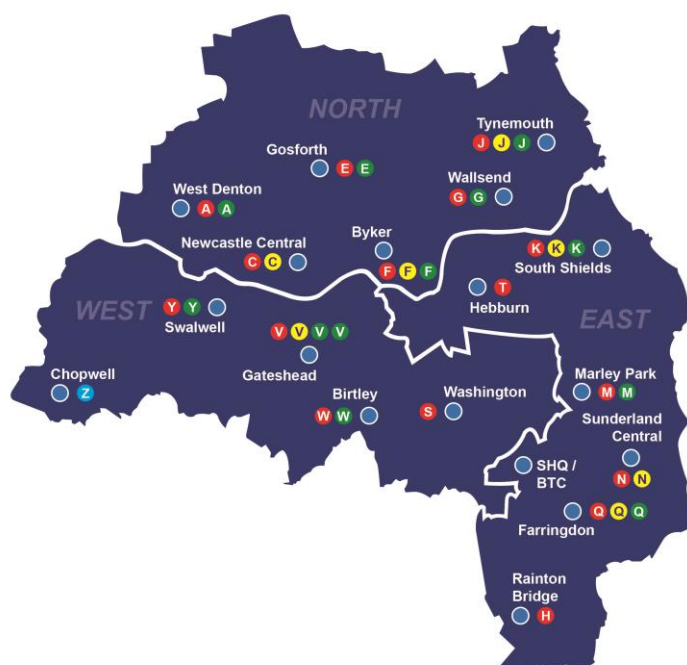 NORTH
Tynemouth
J J J
Gosforth
E E
Wallsend
G G
West Denton
A A
Newcastle Central
C C
Byker
F F F
K K K
South Shields
T
Hebburn
WEST
Y Y
Swalwell
EAST
V V V V
Gateshead
Chopwell
Z
Birtley
W W
Washington
S
Marley Park
M M
Sunderland
Central
N N
SHQ /
BTC
Q Q Q
Farringdon
Rainton
Bridge
H